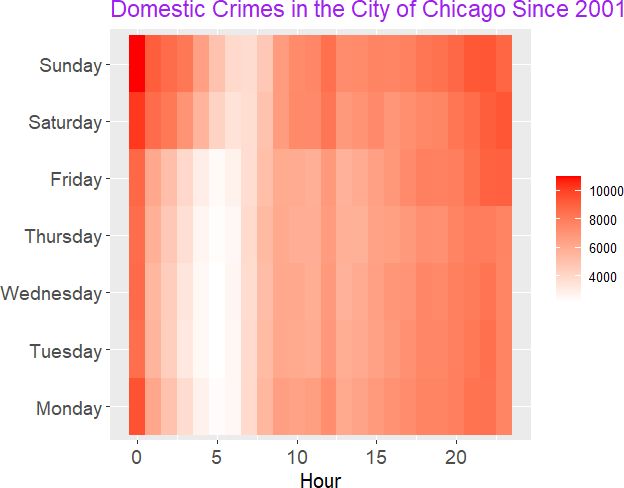 Domestic Crimes in the City of Chicago Since 2001
Sunday
Saturday
Friday
Thursday
Wednesday
Tuesday
Monday
0 5 10 15 20
Hour
10000
8000
6000
4000